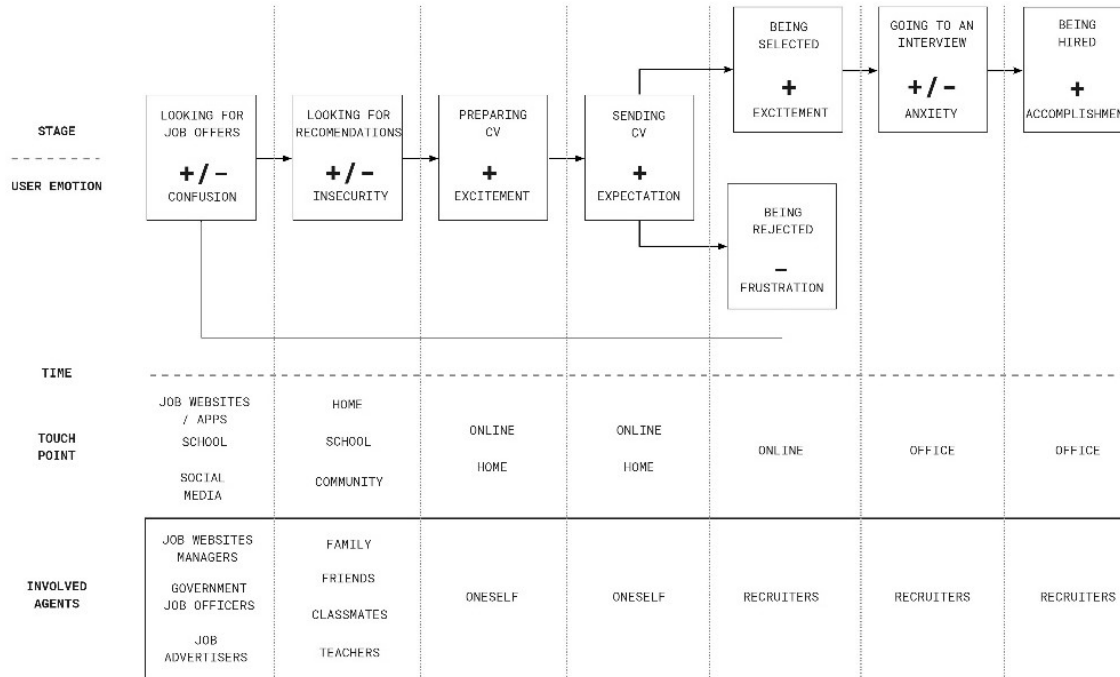 BEING
SELECTED
+
EXCITEMENT
GOING TO AN
INTERVIEW
+/-
ANXIETY
BEING
HIRED
+
ACCOMPLISHMENT
STAGE
USER EMOTION
LOOKING FOR
JOB OFFERS
+/-
CONFUSION
LOOKING FOR
RECOMENDATIONS
+/-
INSECURITY
PREPARING
CV
+
EXCITEMENT
SENDING
CV
+
EXPECTATION
BEING
REJECTED
-
FRUSTRATION
TIME
TOUCH
POINT
JOB WEBSITES
/ APPS
SCHOOL
SOCIAL
MEDIA
HOME
SCHOOL
COMMUNITY
ONLINE
HOME
ONLINE
HOME
ONLINE
OFFICE
OFFICE
INVOLVED
AGENTS
JOB WEBSITES
MANAGERS
GOVERNMENT
JOB OFFICERS
JOB
ADVERTISERS
FAMILY
FRIENDS
CLASSMATES
TEACHERS
ONESELF
ONESELF
RECRUITERS
RECRUITERS
RECRUITERS